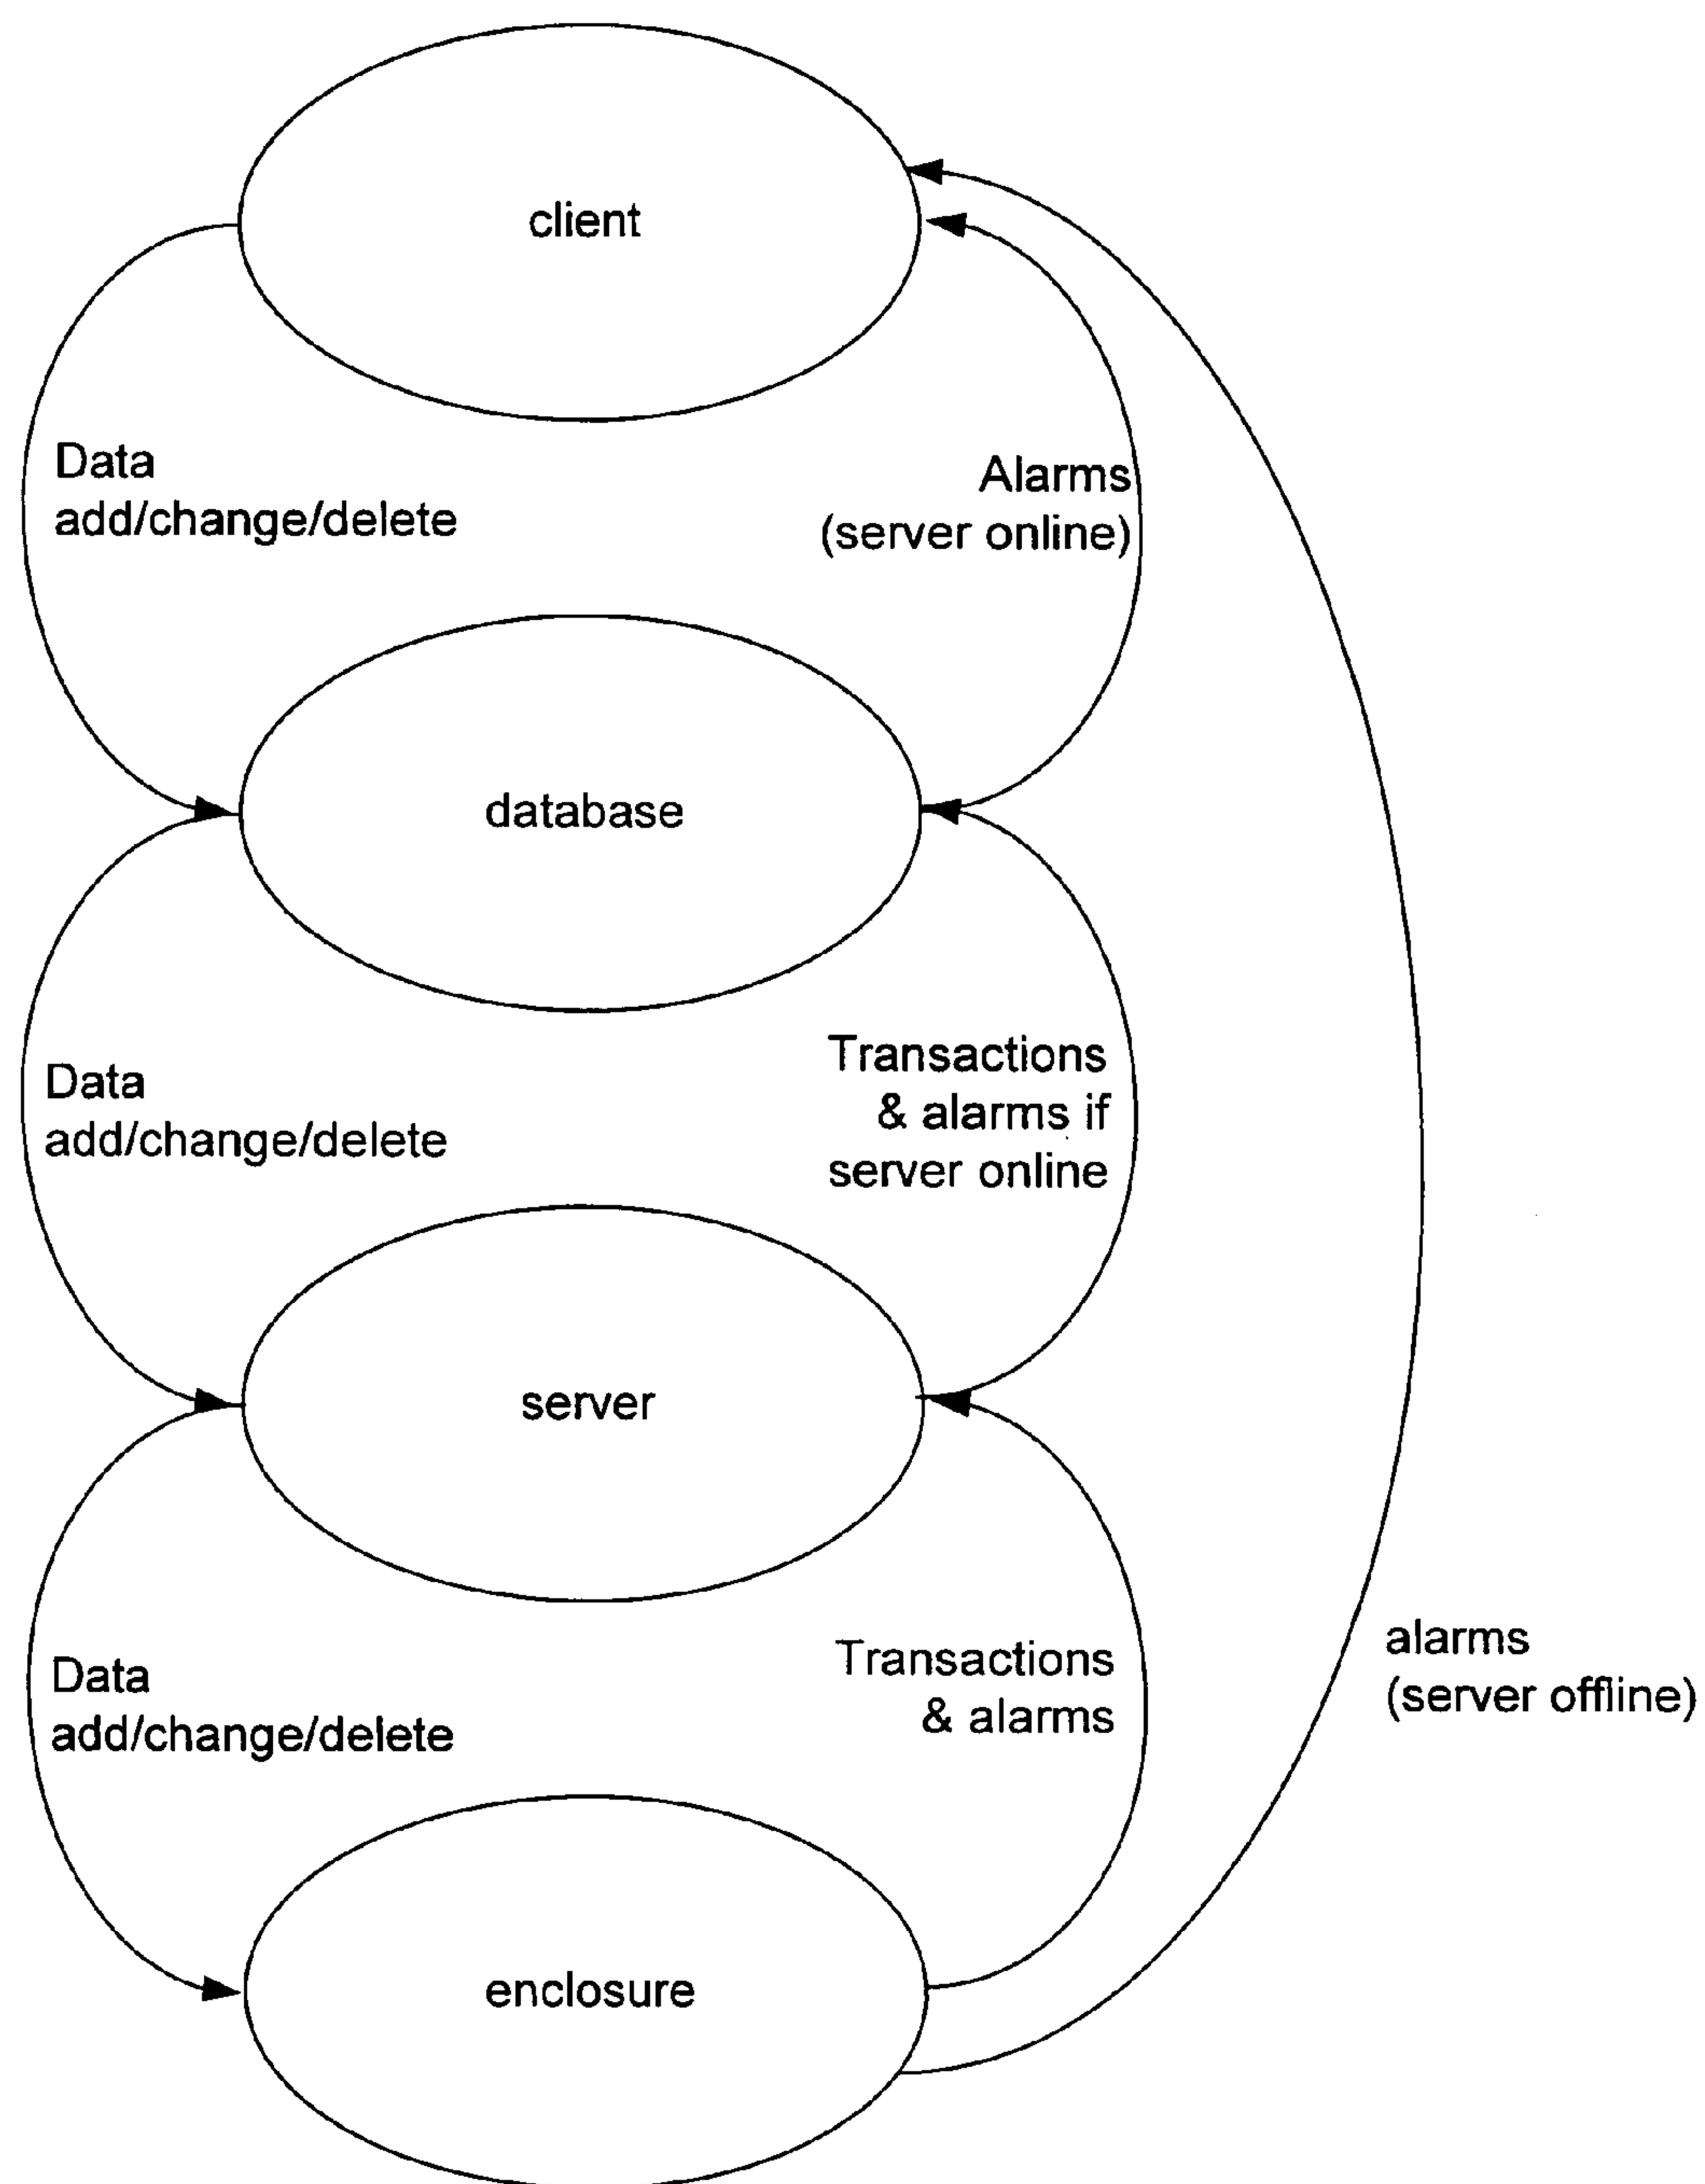 client
Data
add/change/delete
Alarms
(server online)
database
Data
add/change/delete
Transactions
& alarms if
server online
server
Data
add/change/delete
Transactions
& alarms
alarms
(server offline)
enclosure